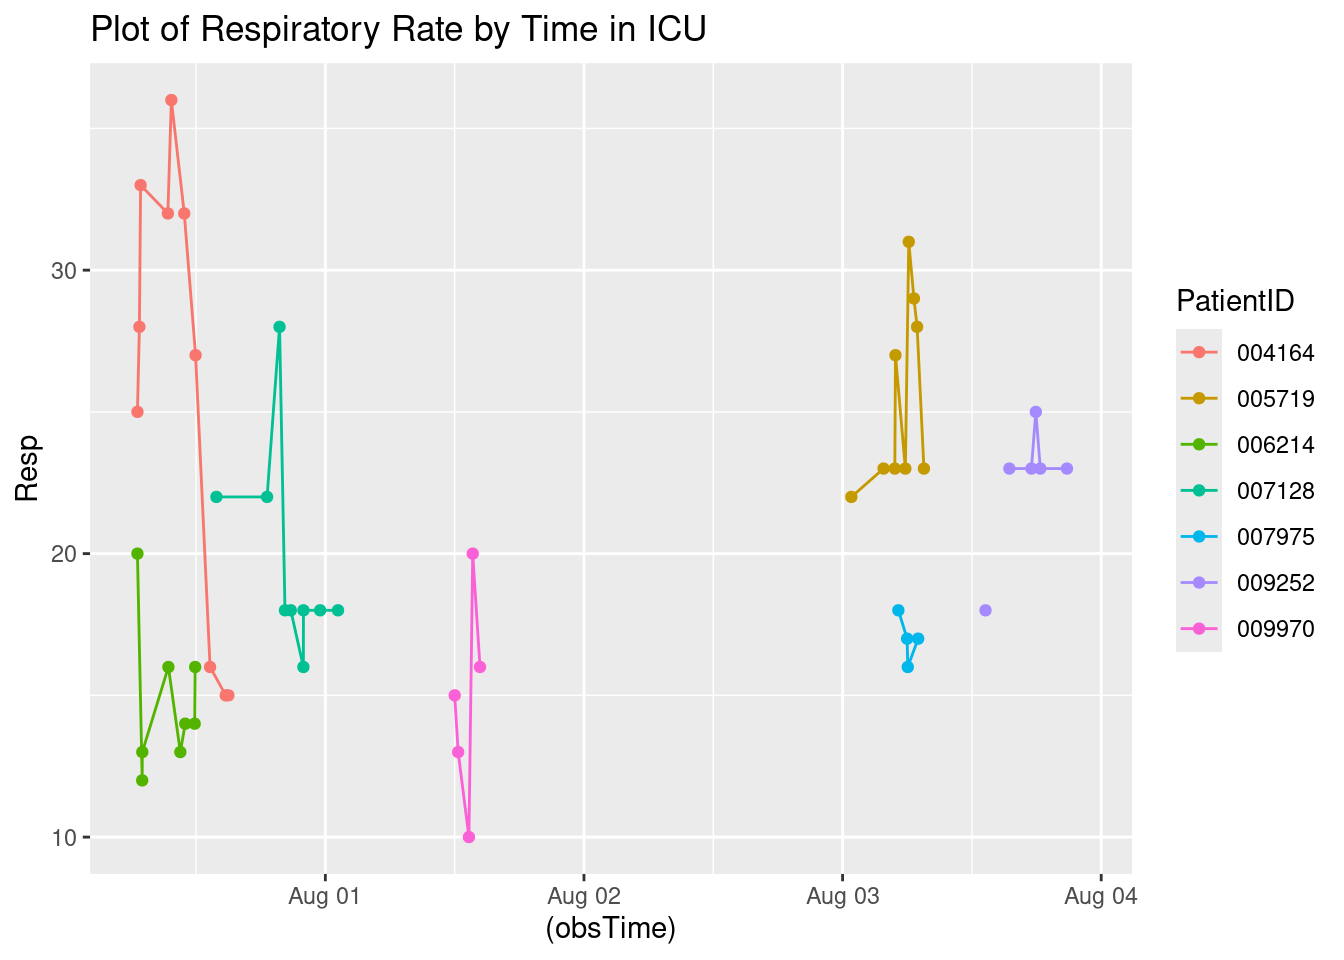 Plot of Respiratory Rate by Time in ICU
Resp
30
20
10
Aug 01
Aug 02
Aug 03
Aug 04
(obsTime)
PatientID
004164
005719
006214
007128
007975
009252
009970